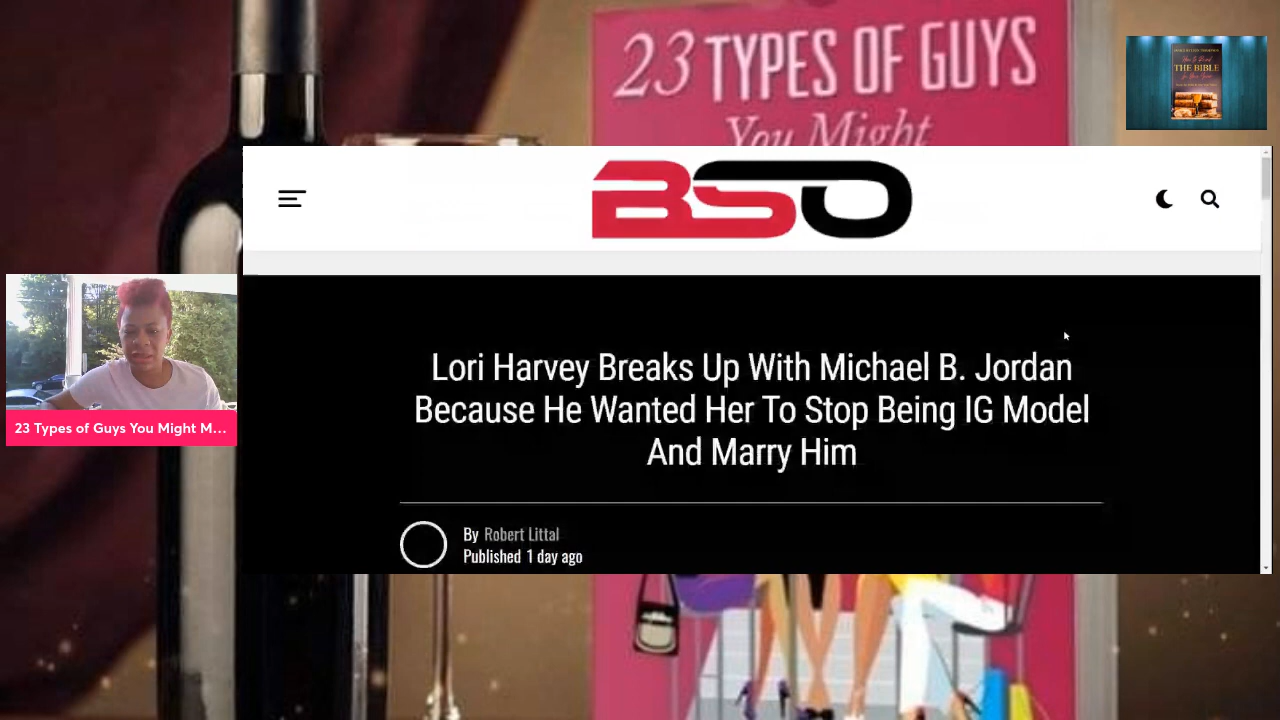 23 TYPES OF GUYS
You Might
THE BIBLE
BSO
Lori Harvey Breaks Up With Michael B. Jordan
Because He Wanted Her To Stop Being IG Model
And Marry Him
By Robert Littal
Published 1 day ago
23 Types of Guys You Might M...